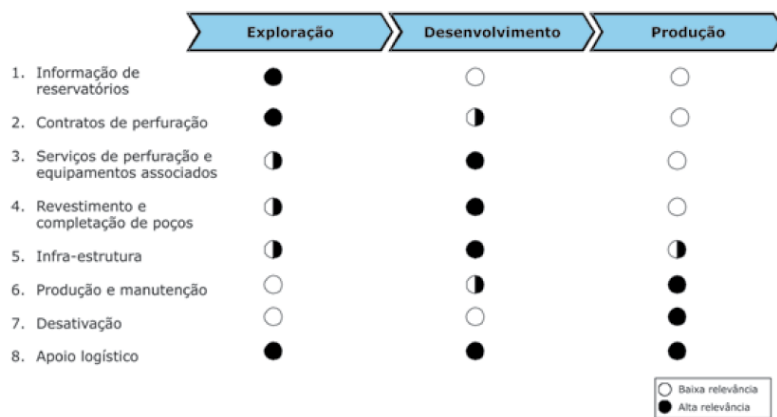 Exploração Desenvolvimento Produção
1. Informação de
reservatórios
2. Contratos de perfuração
3. Serviços de perfuração e
equipamentos associados
4. Revestimento e
completação de poços
5. Infra-estrutura
6. Produção e manutenção
7. Desativação
8. Apoio logístico
Baixa relevância
Alta relevância